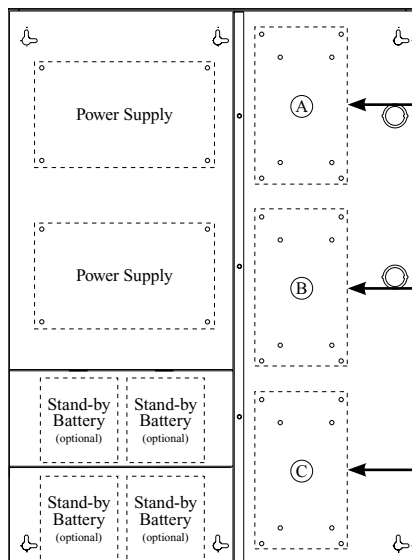 Power Supply
A
Power Supply
B
Stand-by
Battery
(optional)
Stand-by
Battery
(optional)
C
Stand-by
Battery
(optional)
Stand-by
Battery
(optional)